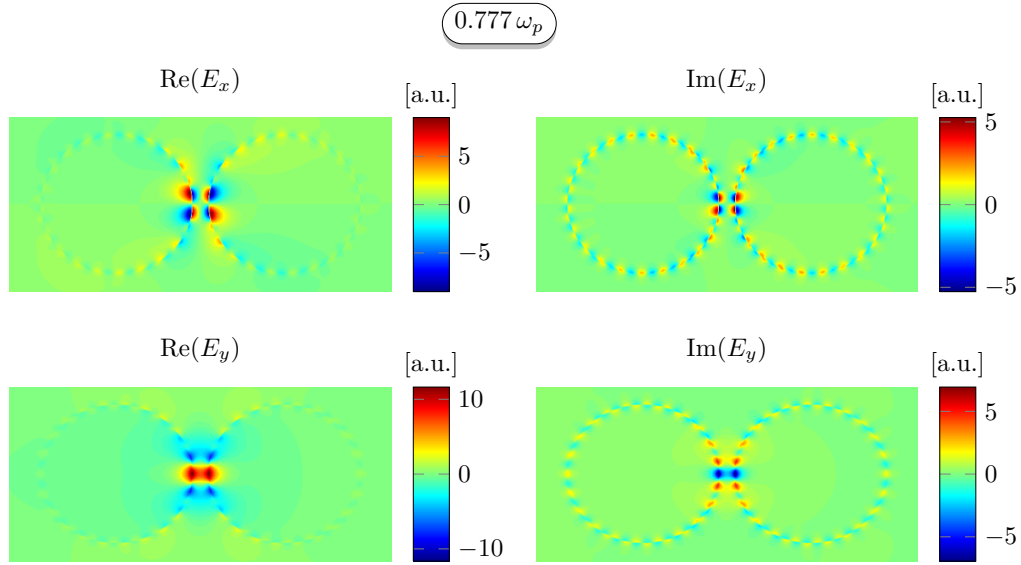 0.777 ω_p
Re(E_x)
[a.u.]
5
0
−5
Im(E_x)
[a.u.]
5
0
−5
Re(E_y)
[a.u.]
10
0
−10
Im(E_y)
[a.u.]
5
0
−5